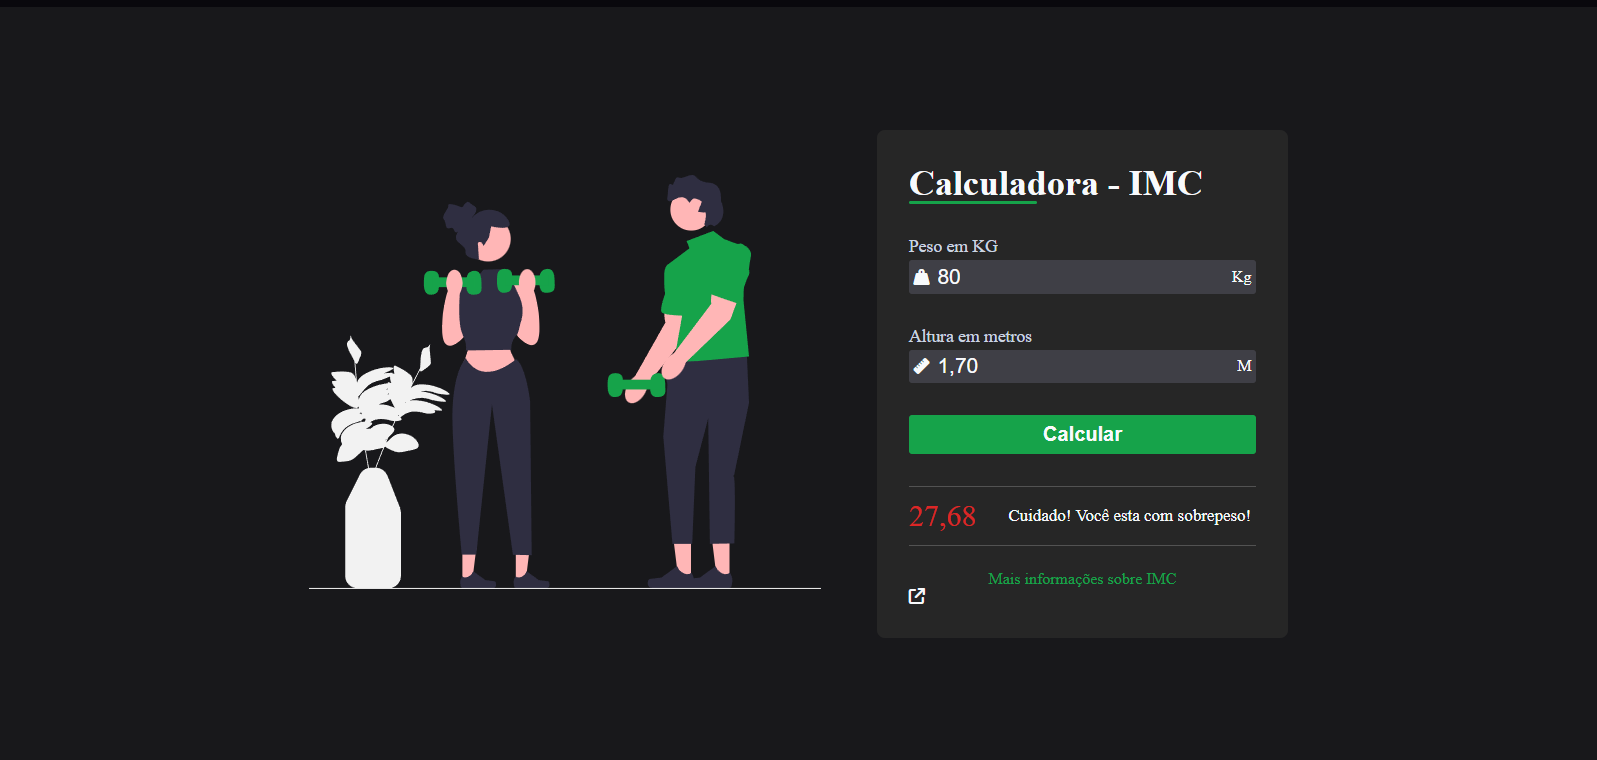 Calculadora - IMC
Peso em KG
80 Kg
Altura em metros
1,70 M
Calcular
27,68 Cuidado! Você esta com sobrepeso!
Mais informações sobre IMC